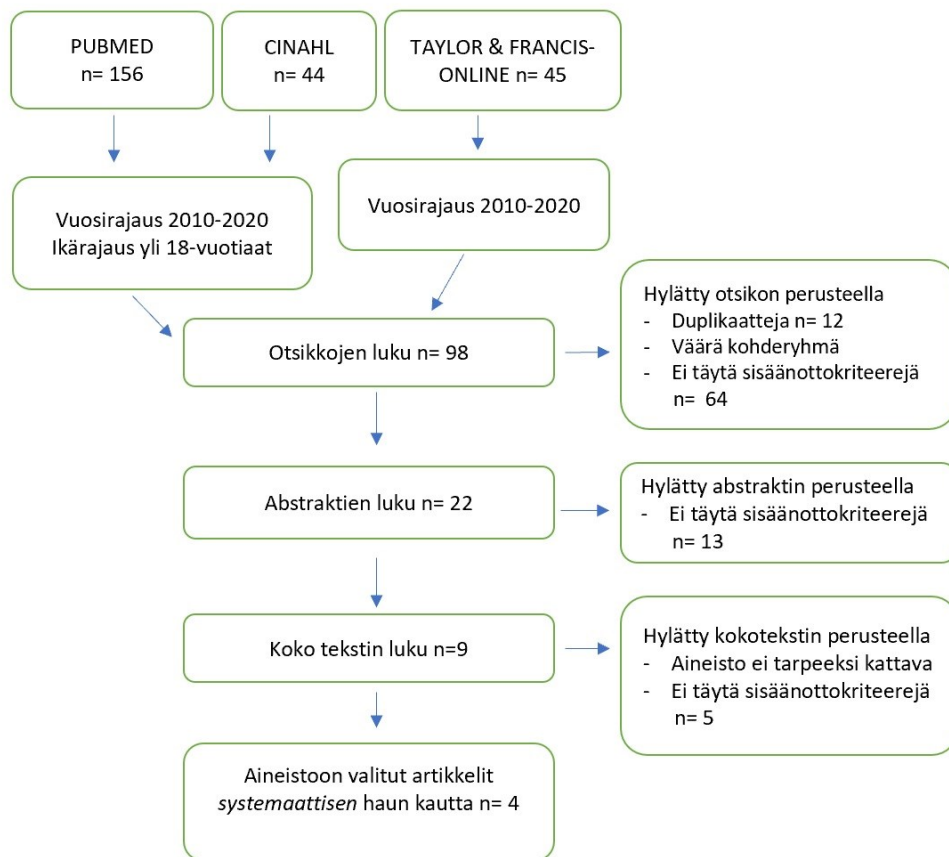 PUBMED
n= 156
CINAHL
n= 44
TAYLOR & FRANCIS-
ONLINE n= 45
Vuosirajaus 2010-2020
Ikärajaus yli 18-vuotiaat
Vuosirajaus 2010-2020
Otsikkojen luku n= 98
Hylätty otsikon perusteella
- Duplikaatteja n= 12
- Väärä kohderyhmä
- Ei täytä sisäänottokriteerejä
n= 64
Abstraktien luku n= 22
Hylätty abstraktin perusteella
- Ei täytä sisäänottokriteerejä
n= 13
Koko tekstin luku n=9
Hylätty kokotekstin perusteella
- Aineisto ei tarpeeksi kattava
- Ei täytä sisäänottokriteerejä
n= 5
Aineistoon valitut artikkelit
systemaattisen haun kautta n= 4